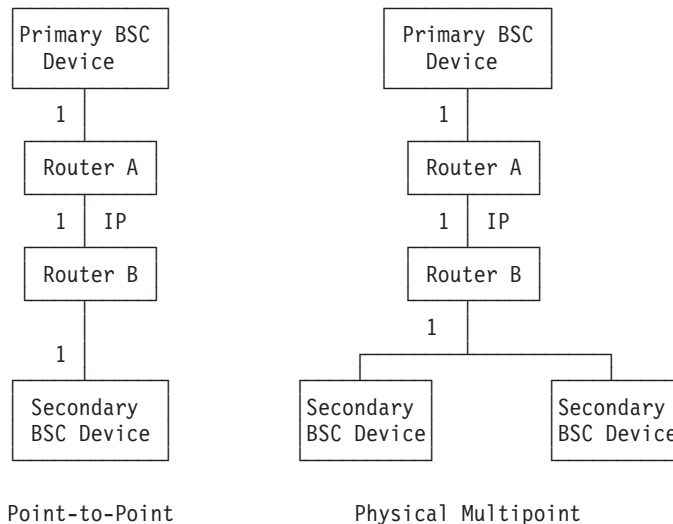 Primary BSC
Device
1
Router A
1 IP
Router B
1
Secondary
BSC Device
Point-to-Point
Primary BSC
Device
1
Router A
1 IP
Router B
1
Secondary
BSC Device
Secondary
BSC Device
Physical Multipoint